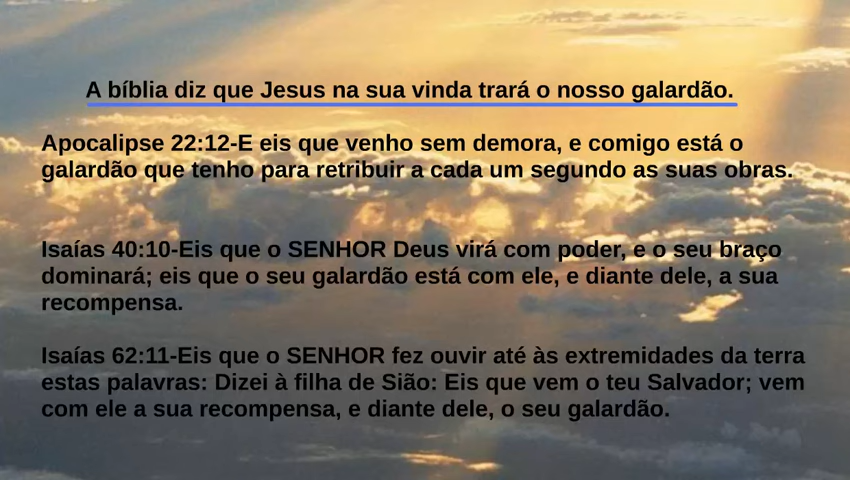 A bíblia diz que Jesus na sua vinda trará o nosso galardão.
Apocalipse 22:12-E eis que venho sem demora, e comigo está o
galardão que tenho para retribuir a cada um segundo as suas obras.
Isaías 40:10-Eis que o SENHOR Deus virá com poder, e o seu braço
dominará; eis que o seu galardão está com ele, e diante dele, a sua
recompensa.
Isaías 62:11-Eis que o SENHOR fez ouvir até às extremidades da terra
estas palavras: Dizei à filha de Sião: Eis que vem o teu Salvador; vem
com ele a sua recompensa, e diante dele, o seu galardão.